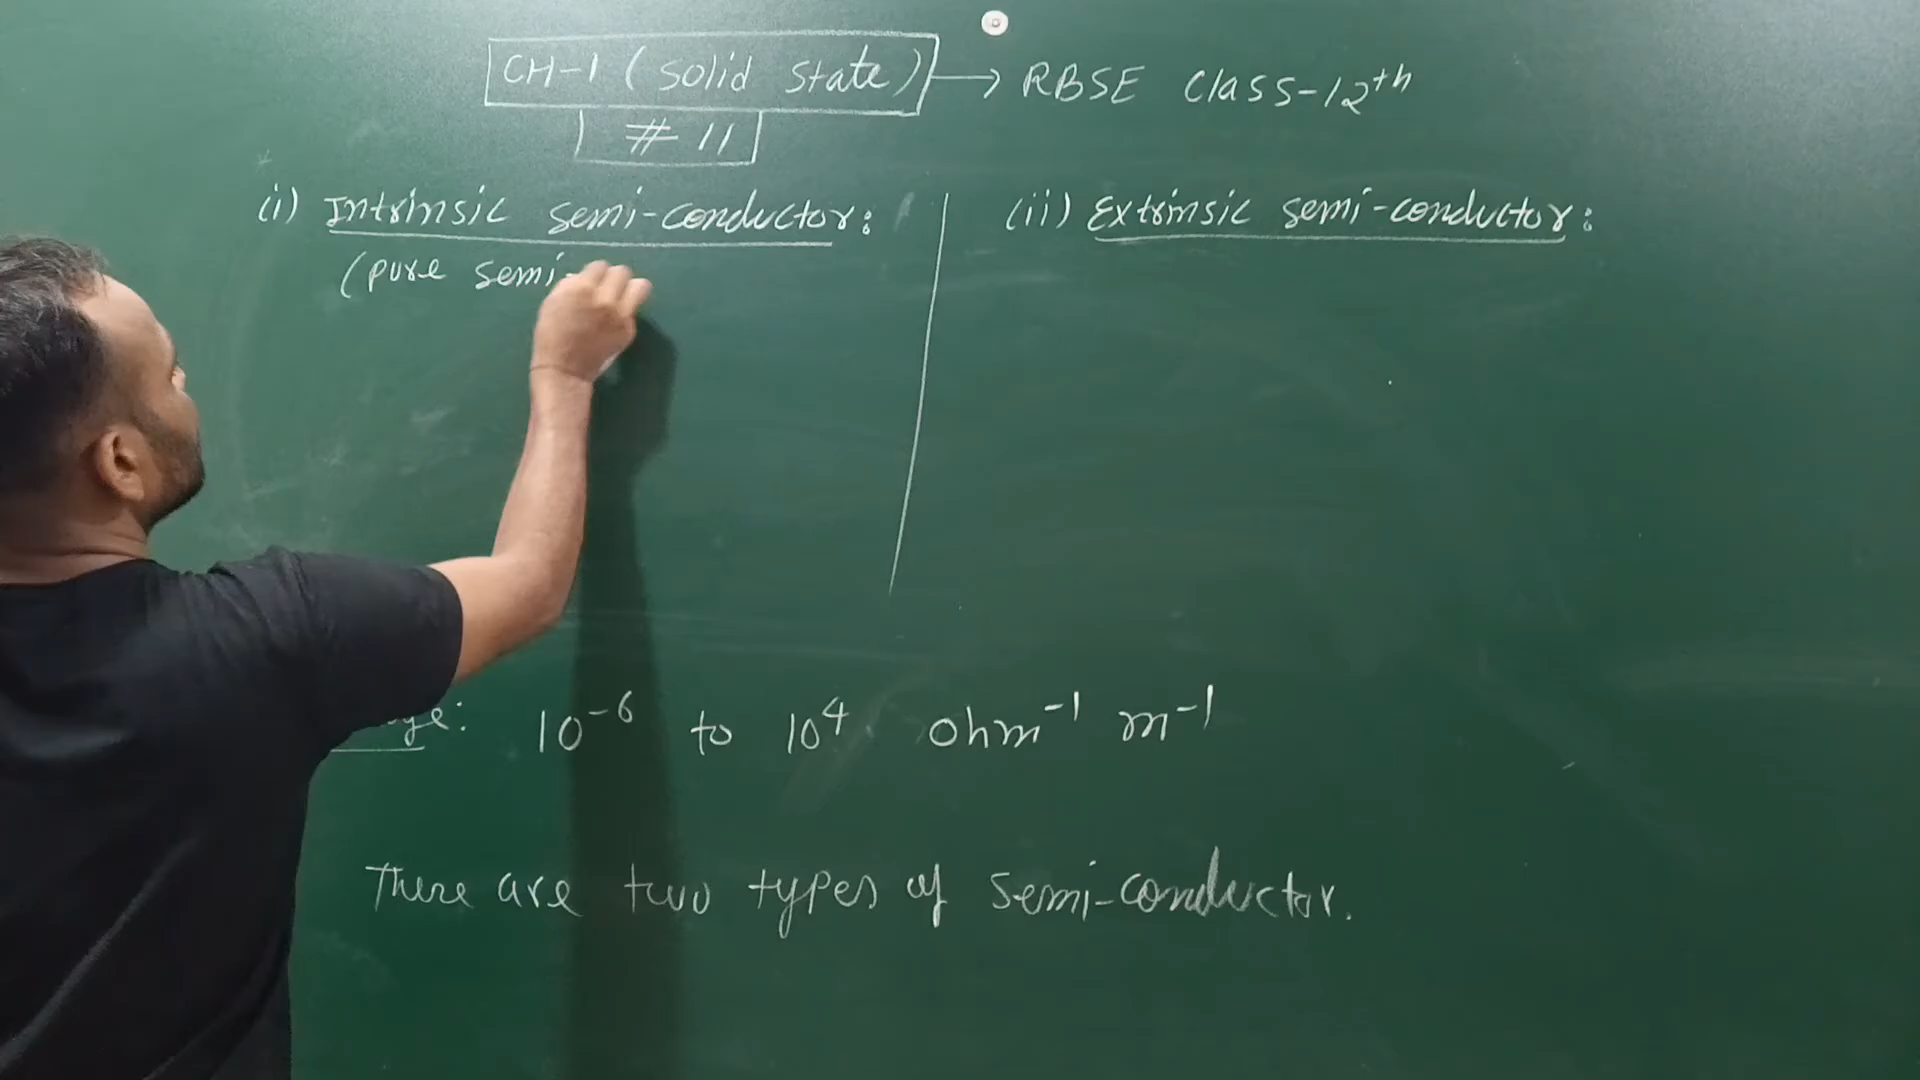 CH-1 (Solid State) → RBSE Class-12th
# 11
(i) Intrinsic semi-conductor:
(pure semi-
(ii) Extrinsic semi-conductor:
10⁻⁶ to 10⁴ ohm⁻¹ m⁻¹
There are two types of semi-conductor.